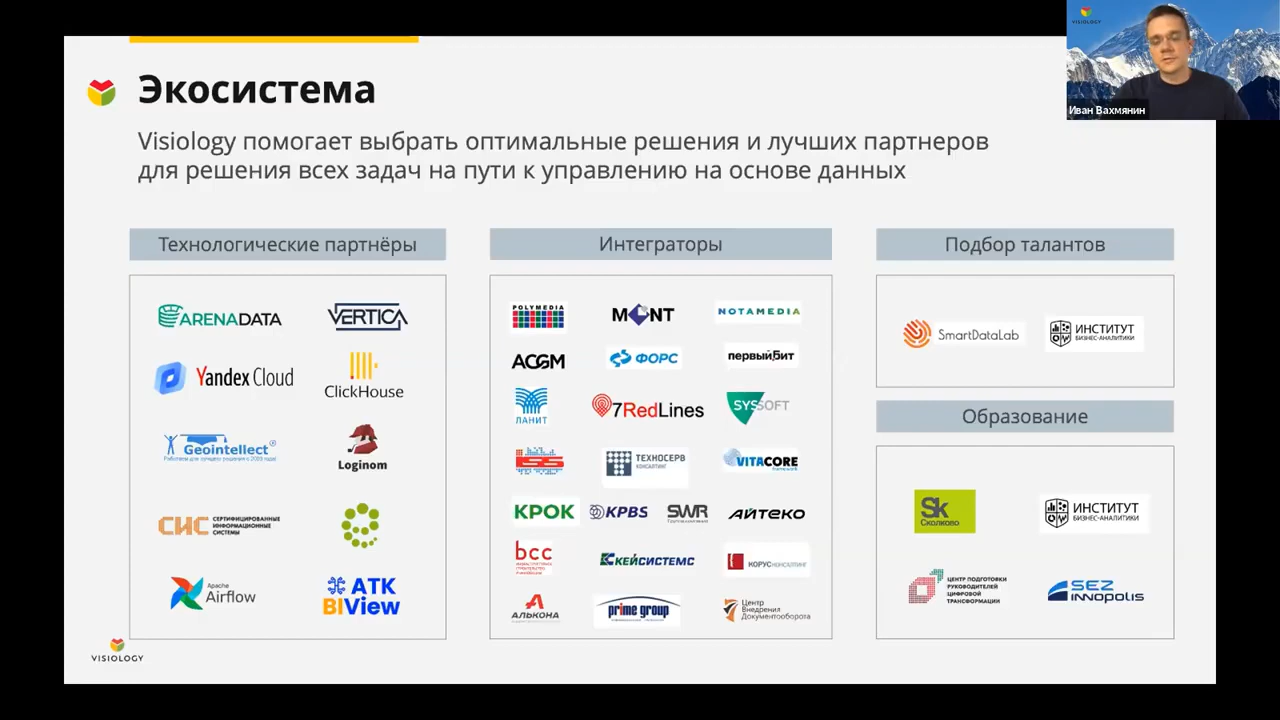 VISIOLOGY
Иван Вахмянин
Экосистема
Visiology помогает выбрать оптимальные решения и лучших партнеров
для решения всех задач на пути к управлению на основе данных
Технологические партнёры
ARENADATA
VERTICA
Yandex Cloud
ClickHouse
Geointellect
Loginom
СИС СЕРТИФИЦИРОВАННЫЕ
ИНФОРМАЦИОННЫЕ
СИСТЕМЫ
Apache
Airflow
ATK
BIView
Интеграторы
POLYMEDIA
MONT
NOTAMEDIA
ACGM
ФОРС
первый бит
ЛАНИТ
7RedLines
SYSSOFT
ТЕХНОСЕРВ
КОНСАЛТИНГ
VITACORE
framework
КРОК
KPBS
SWR
АЙТЕКО
bcc
КЕЙСИСТЕМС
КОРУС КОНСАЛТИНГ
АЛЬКОНА
prime group
Центр
Внедрения
Документооборота
Подбор талантов
SmartDataLab
ИНСТИТУТ
БИЗНЕС-АНАЛИТИКИ
Образование
Sk
Сколково
ИНСТИТУТ
БИЗНЕС-АНАЛИТИКИ
ЦЕНТР ПОДГОТОВКИ
РУКОВОДИТЕЛЕЙ
ЦИФРОВОЙ
ТРАНСФОРМАЦИИ
SEZ
INNOPOLIS
VISIOLOGY